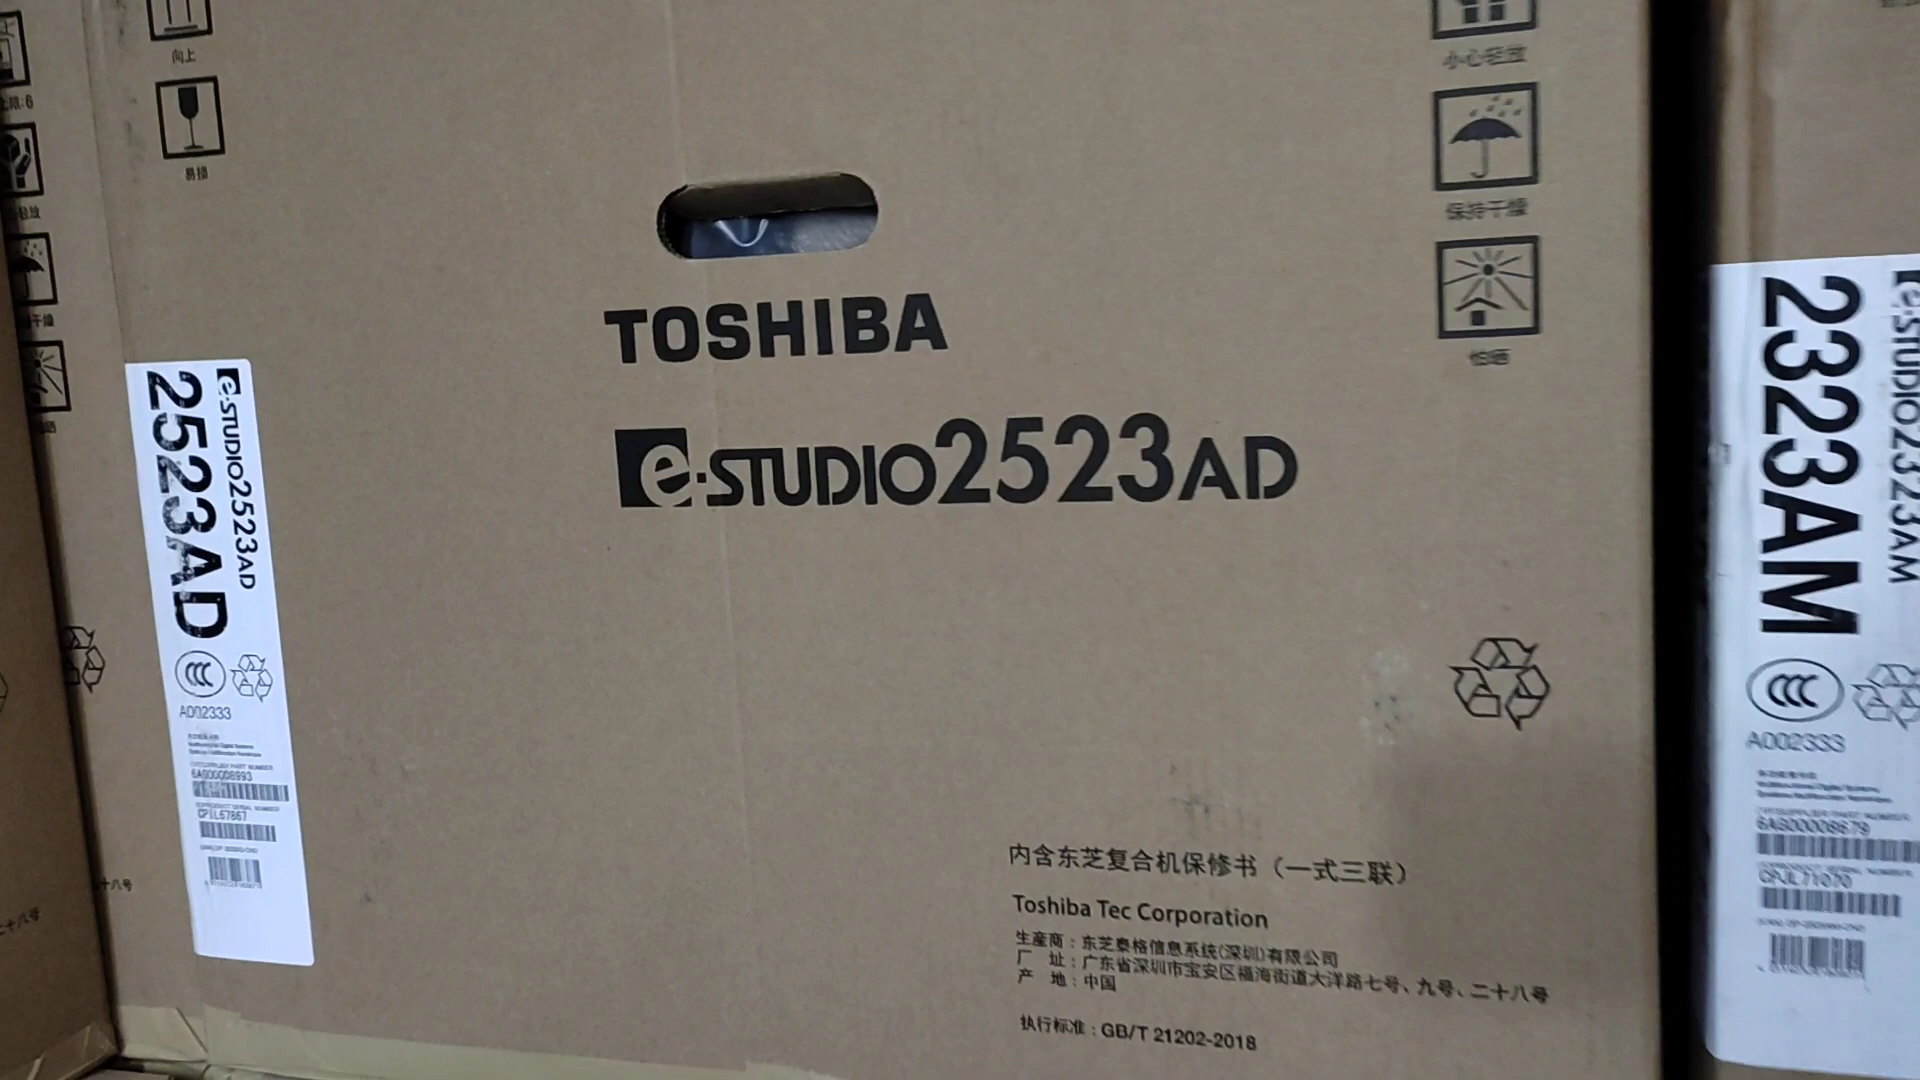 向上
易损
小心轻放
保持干燥
怕晒
TOSHIBA
e-STUDIO2523AD
e-STUDIO2523AD
2523AD
A002333
6AG00008993
CPJL67867
内含东芝复合机保修书（一式三联）
Toshiba Tec Corporation
生産商：东芝泰格信息系统(深圳)有限公司
厂 址：广东省深圳市宝安区福海街道大洋路七号、九号、二十八号
产 地：中国
执行标准：GB/T 21202-2018
e-STUDIO2323AM
2323AM
A002333
6AG00008679
CPJL71070